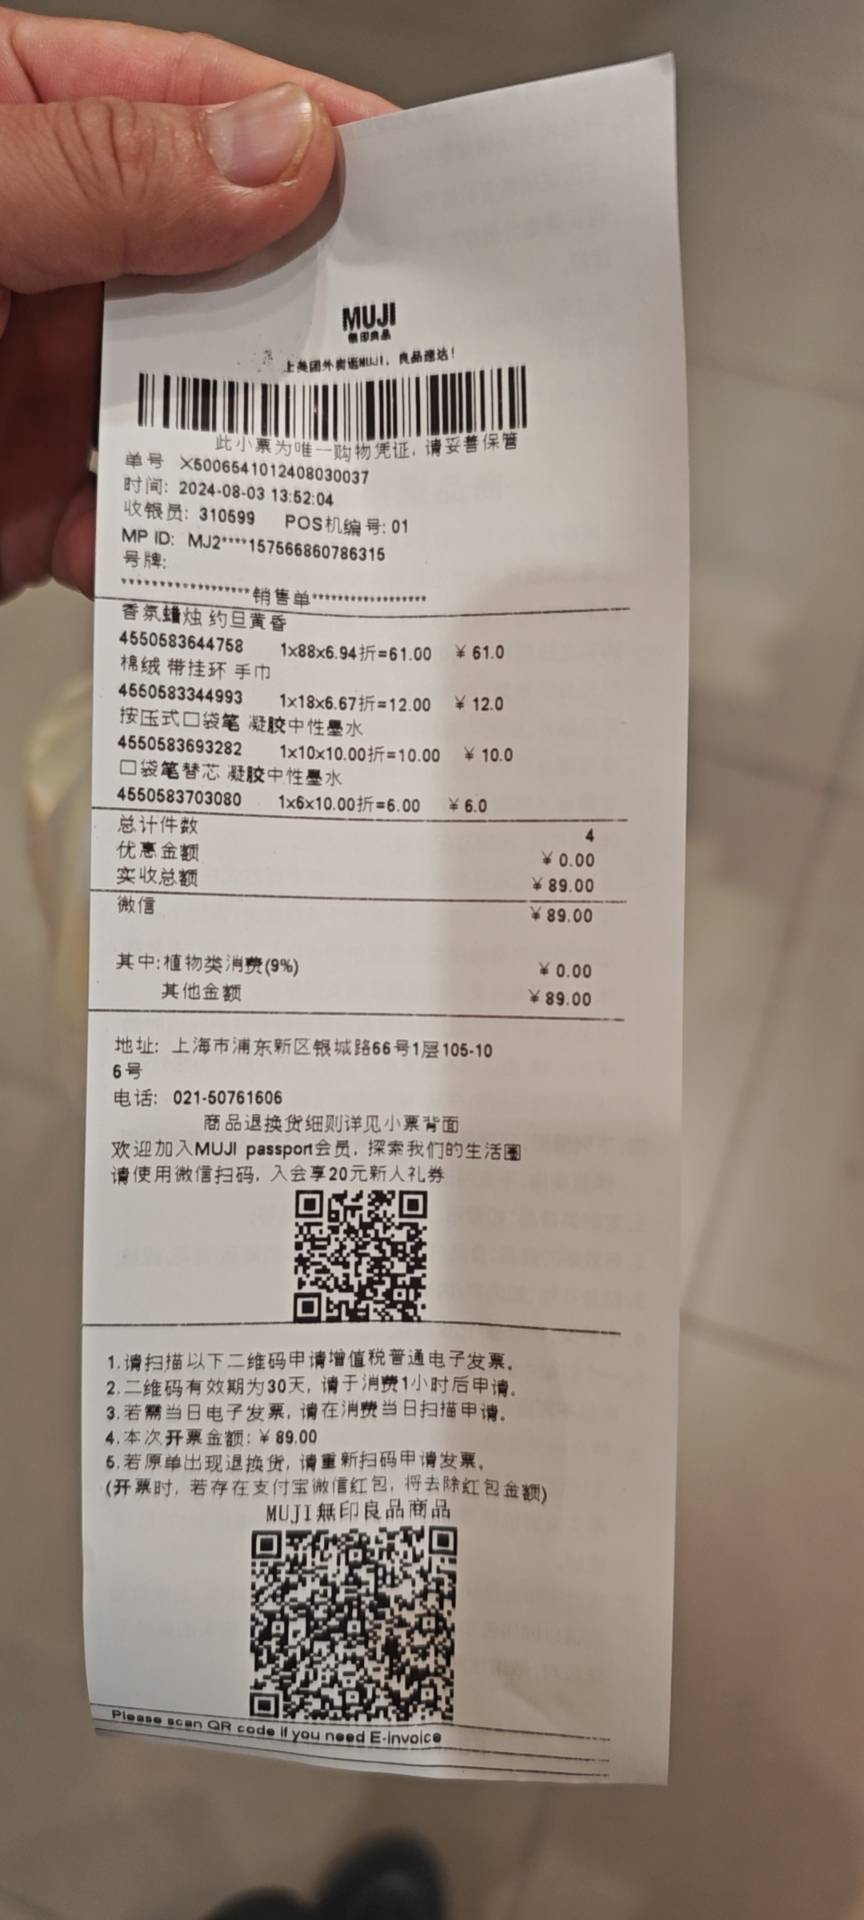 MUJI
無印良品
上美团外卖逛MUJI，良品速达！
此小票为唯一购物凭证，请妥善保管
单号 X5006541012408030037
时间：2024-08-03 13:52:04
收银员：310599 POS机编号：01
MP ID: MJ2****157566860786315
号牌：
******************销售单******************
香氛蜡烛 约旦黄昏
4550583644758 1x88x6.94折=61.00 ￥61.0
棉绒 带挂环 手巾
4550583344993 1x18x6.67折=12.00 ￥12.0
按压式口袋笔 凝胶中性墨水
4550583693282 1x10x10.00折=10.00 ￥10.0
口袋笔替芯 凝胶中性墨水
4550583703080 1x6x10.00折=6.00 ￥6.0
总计件数 4
优惠金额 ￥0.00
实收总额 ￥89.00
微信 ￥89.00
其中：植物类消费(9%) ￥0.00
其他金额 ￥89.00
地址：上海市浦东新区银城路66号1层105-10
6号
电话：021-50761606
商品退换货细则详见小票背面
欢迎加入MUJI passport会员，探索我们的生活圈
请使用微信扫码，入会享20元新人礼券
1.请扫描以下二维码申请增值税普通电子发票。
2.二维码有效期为30天，请于消费1小时后申请。
3.若需当日电子发票，请在消费当日扫描申请。
4.本次开票金额：￥89.00
5.若原单出现退换货，请重新扫码申请发票。
(开票时，若存在支付宝微信红包，将去除红包金额)
MUJI無印良品商品
Please scan QR code if you need E-invoice